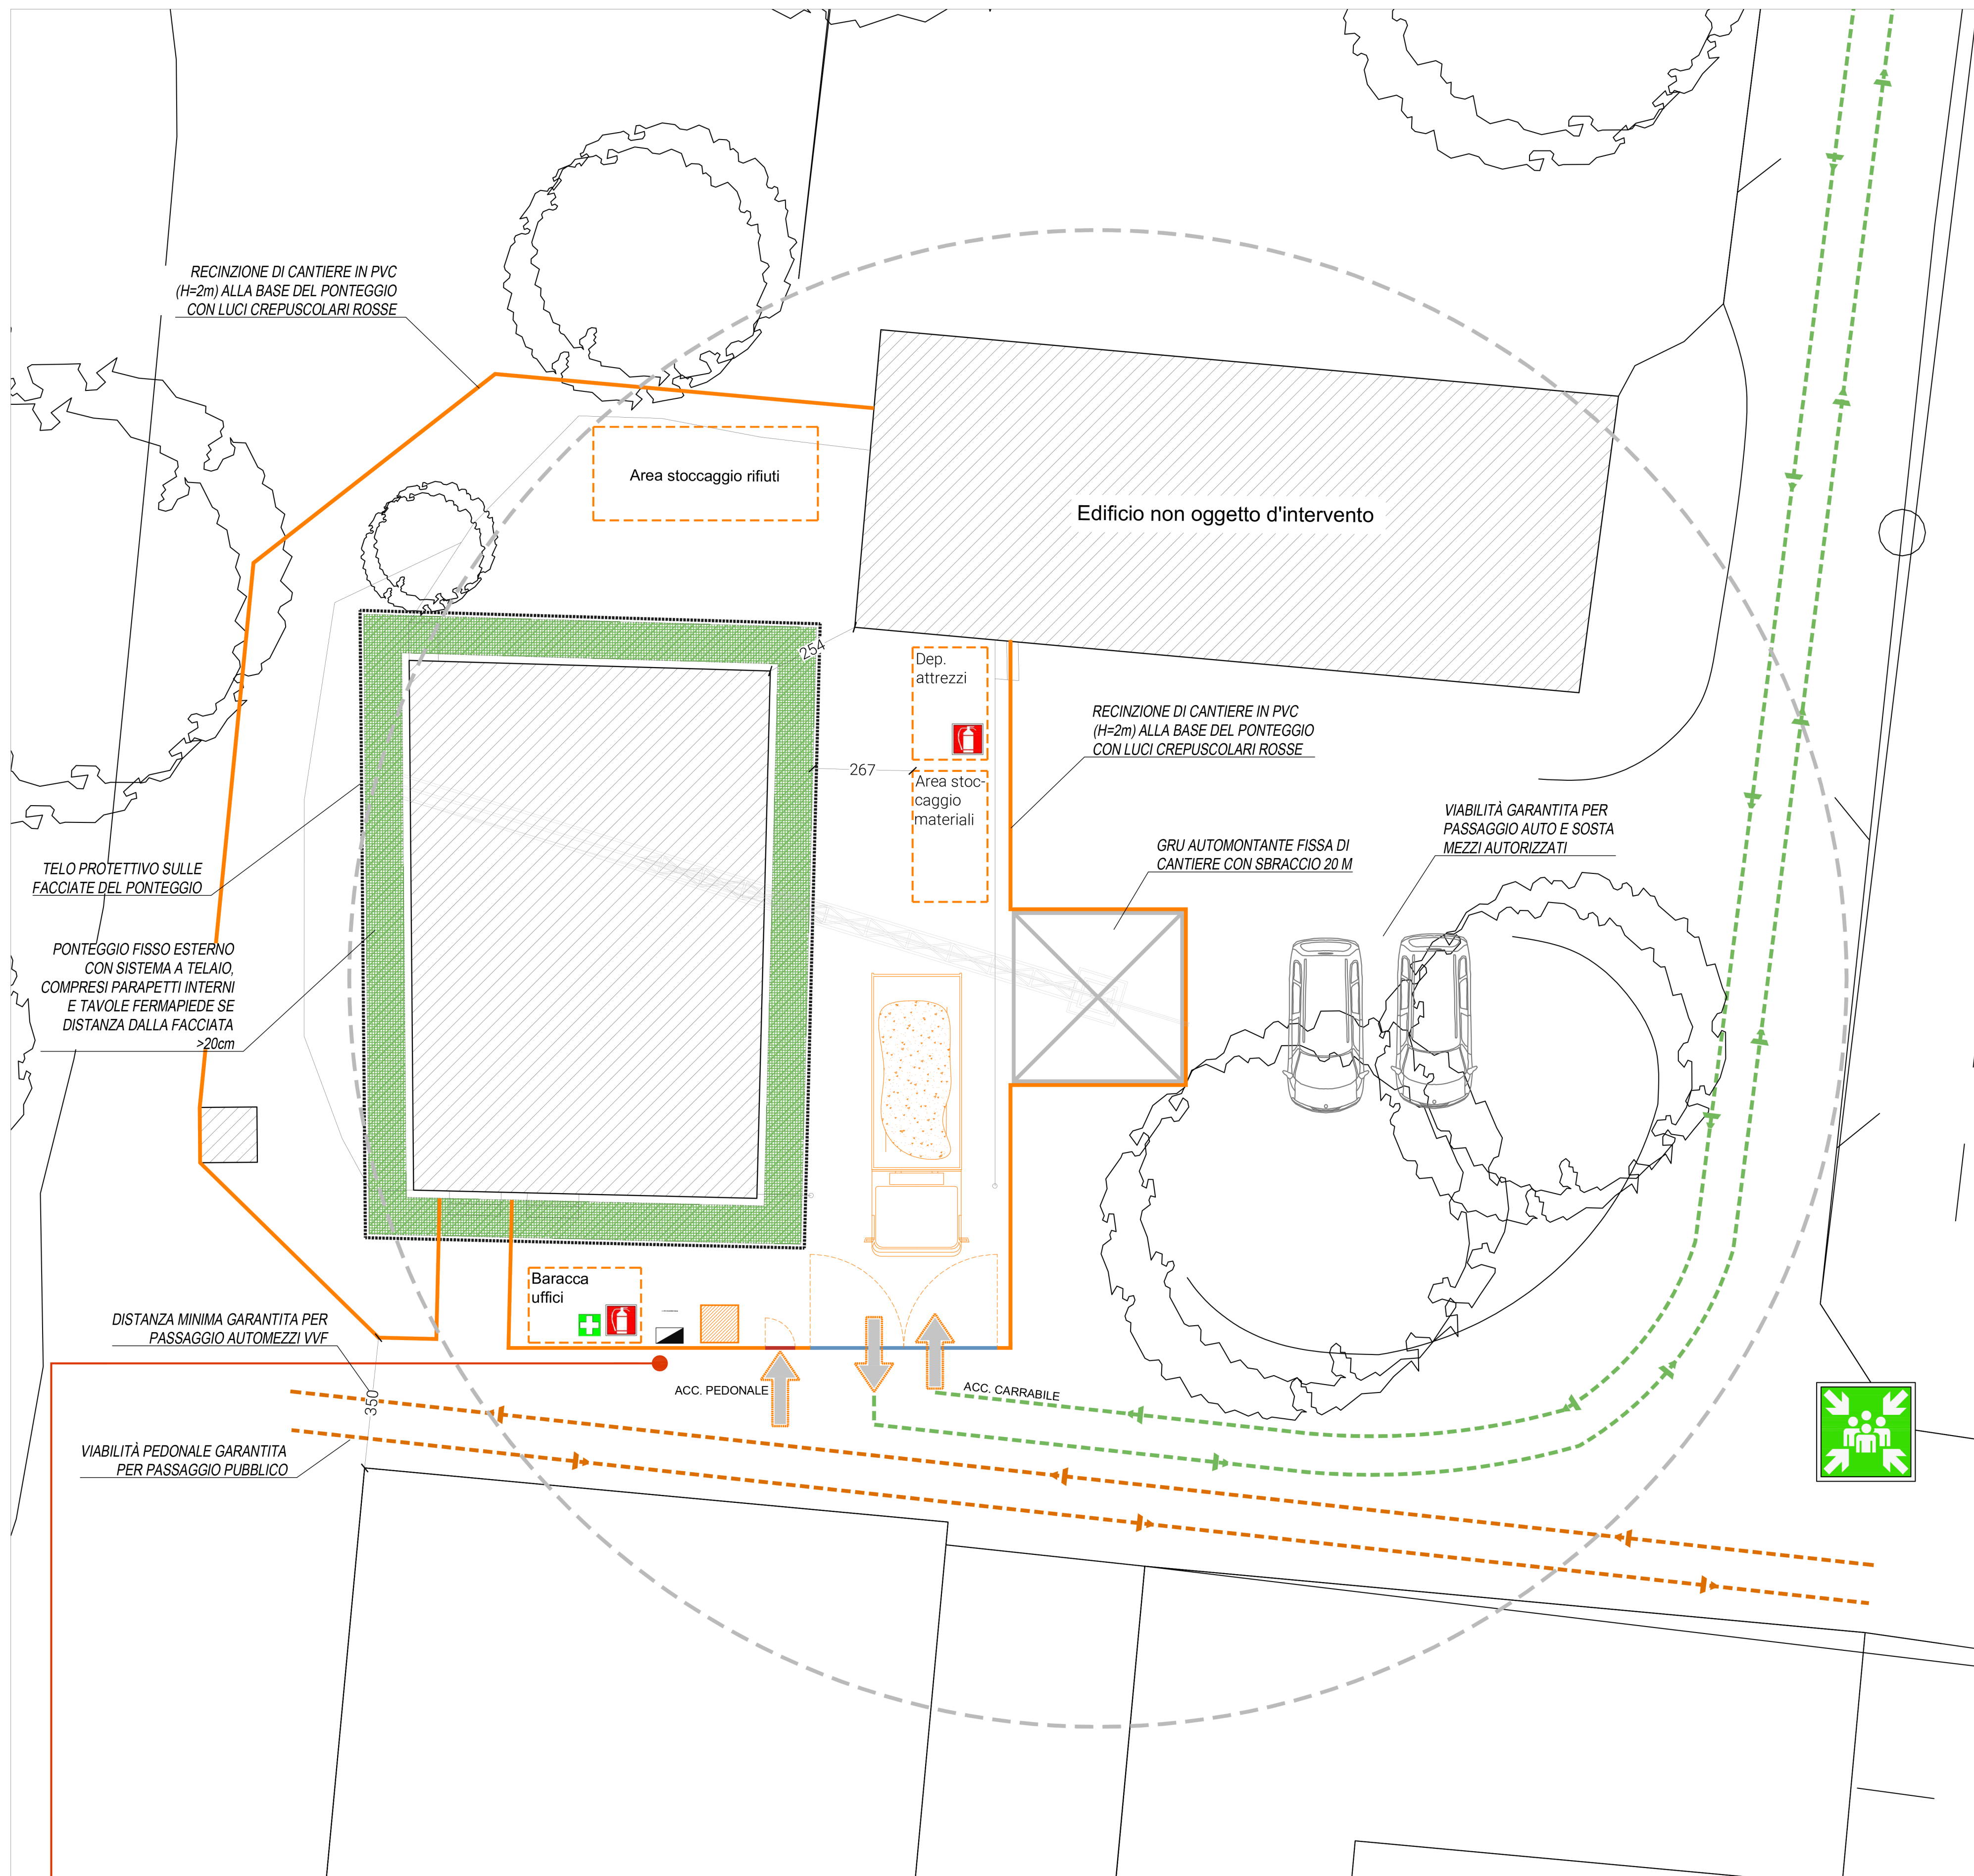 RECINZIONE DI CANTIERE IN PVC
(H=2m) ALLA BASE DEL PONTEGGIO
CON LUCI CREPUSCOLARI ROSSE
Area stoccaggio rifiuti
Edificio non oggetto d'intervento
254
Dep.
attrezzi
RECINZIONE DI CANTIERE IN PVC
(H=2m) ALLA BASE DEL PONTEGGIO
CON LUCI CREPUSCOLARI ROSSE
267
Area stoc-
caggio
materiali
VIABILITÀ GARANTITA PER
PASSAGGIO AUTO E SOSTA
MEZZI AUTORIZZATI
GRU AUTOMONTANTE FISSA DI
CANTIERE CON SBRACCIO 20 M
TELO PROTETTIVO SULLE
FACCIATE DEL PONTEGGIO
PONTEGGIO FISSO ESTERNO
CON SISTEMA A TELAIO,
COMPRESI PARAPETTI INTERNI
E TAVOLE FERMAPIEDE SE
DISTANZA DALLA FACCIATA
>20cm
Baracca
uffici
DISTANZA MINIMA GARANTITA PER
PASSAGGIO AUTOMEZZI VVF
350
ACC. PEDONALE
ACC. CARRABILE
VIABILITÀ PEDONALE GARANTITA
PER PASSAGGIO PUBBLICO